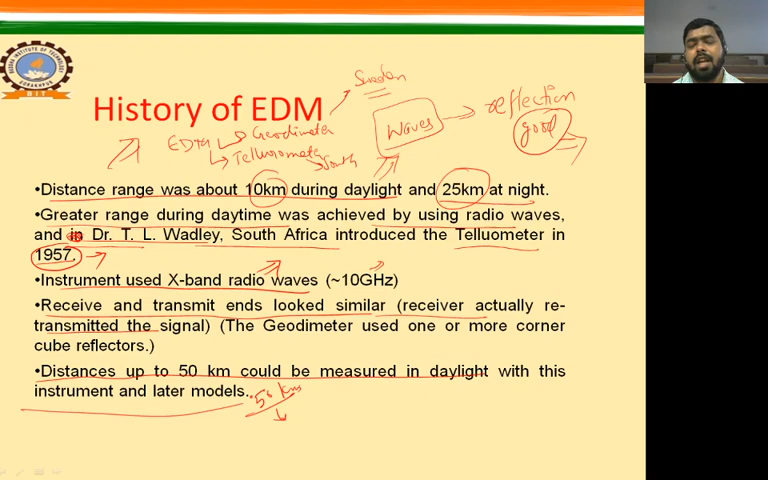 History of EDM
Sweden
Waves
reflection
good
EDM
Geodimeter
Tellurometer
South
•Distance range was about 10km during daylight and 25km at night.
•Greater range during daytime was achieved by using radio waves,
and in Dr. T. L. Wadley, South Africa introduced the Telluometer in
1957.
•Instrument used X-band radio waves (~10GHz)
•Receive and transmit ends looked similar (receiver actually re-
transmitted the signal) (The Geodimeter used one or more corner
cube reflectors.)
•Distances up to 50 km could be measured in daylight with this
instrument and later models.
50 kms